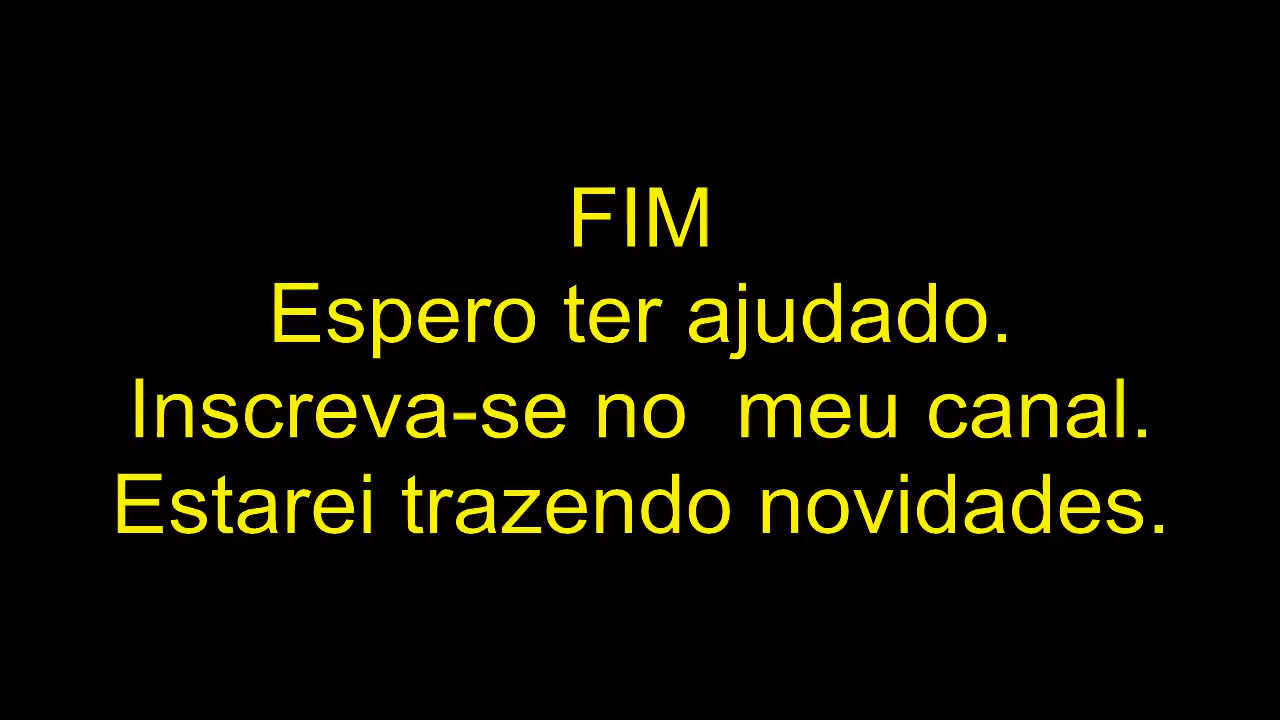 FIM
Espero ter ajudado.
Inscreva-se no  meu canal.
Estarei trazendo novidades.